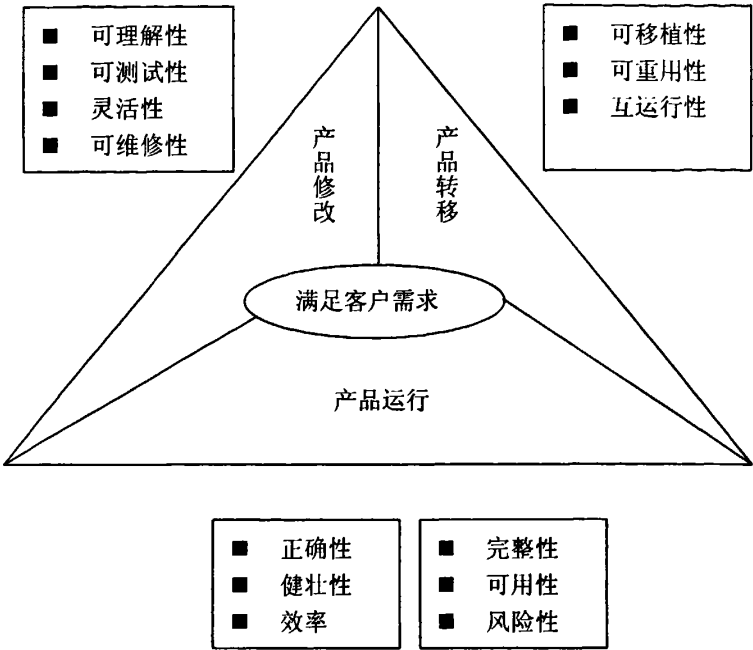 可理解性
可测试性
灵活性
可维修性
可移植性
可重用性
互运行性
产品修改
产品转移
满足客户需求
产品运行
正确性
健壮性
效率
完整性
可用性
风险性